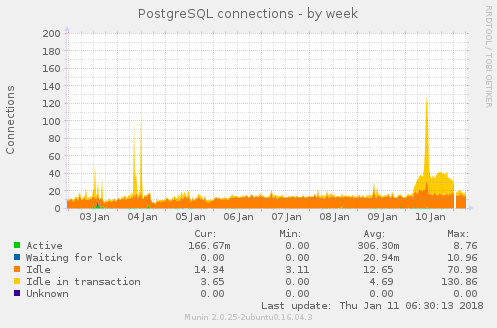 PostgreSQL connections - by week
RRDTOOL / TOBI OETIKER
Connections
200
180
160
140
120
100
80
60
40
20
0
03 Jan 04 Jan 05 Jan 06 Jan 07 Jan 08 Jan 09 Jan 10 Jan
Cur: Min: Avg: Max:
Active 166.67m 0.00 306.30m 8.76
Waiting for lock 0.00 0.00 20.94m 10.96
Idle 14.34 3.11 12.65 70.98
Idle in transaction 3.65 0.00 4.69 130.86
Unknown 0.00 0.00 0.00 0.00
Last update: Thu Jan 11 06:30:13 2018
Munin 2.0.25-2ubuntu0.16.04.3